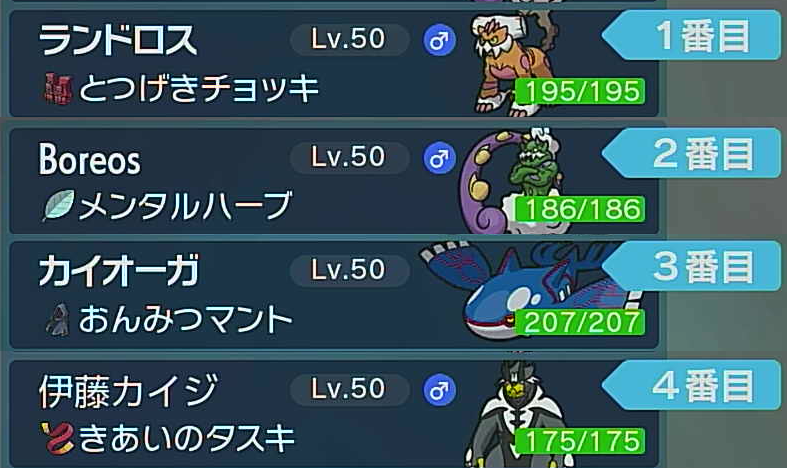 ランドロス Lv.50 ♂ 1番目
とつげきチョッキ 195/195
Boreos Lv.50 ♂ 2番目
メンタルハーブ 186/186
カイオーガ Lv.50 3番目
おんみつマント 207/207
伊藤カイジ Lv.50 ♂ 4番目
きあいのタスキ 175/175